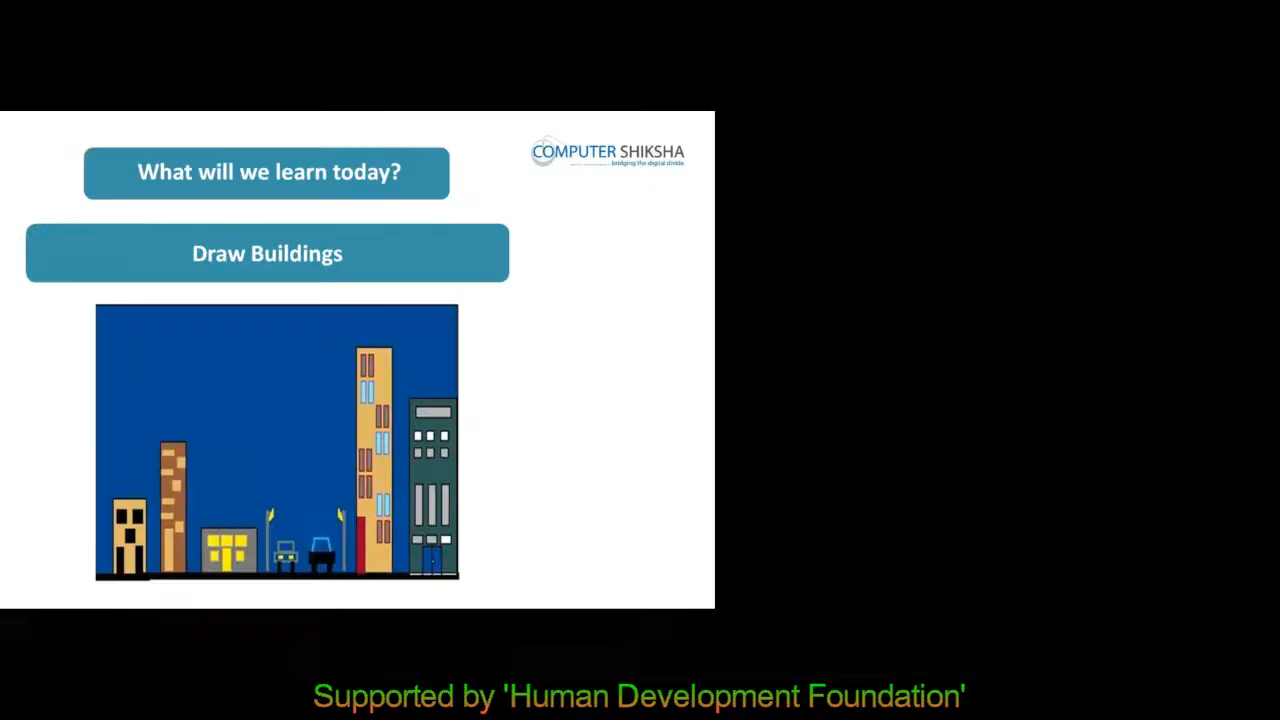 What will we learn today?
COMPUTER SHIKSHA
bridging the digital divide
Draw Buildings
Supported by 'Human Development Foundation'